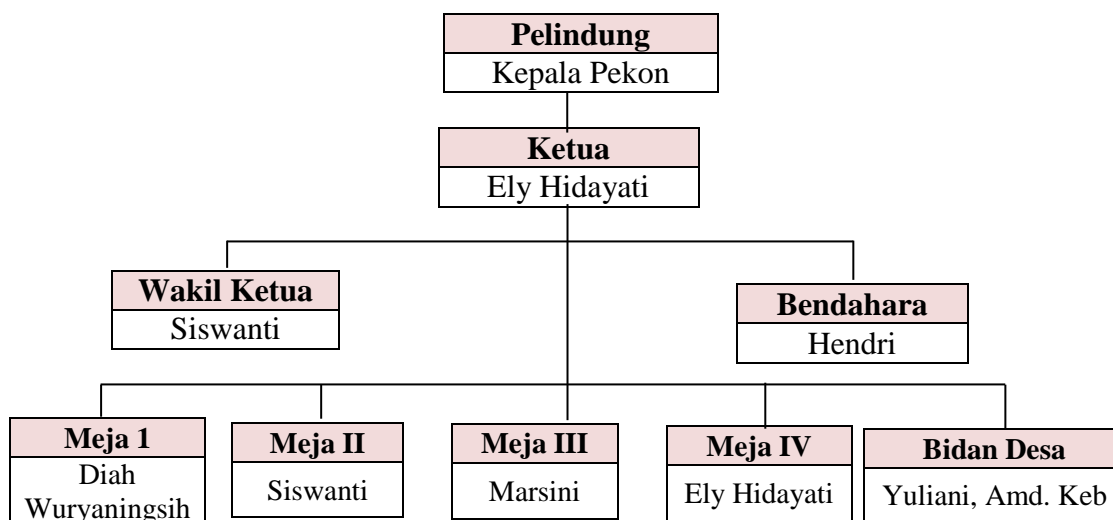 Pelindung
Kepala Pekon
Ketua
Ely Hidayati
Wakil Ketua
Siswanti
Bendahara
Hendri
Meja 1
Diah
Wuryaningsih
Meja II
Siswanti
Meja III
Marsini
Meja IV
Ely Hidayati
Bidan Desa
Yuliani, Amd. Keb